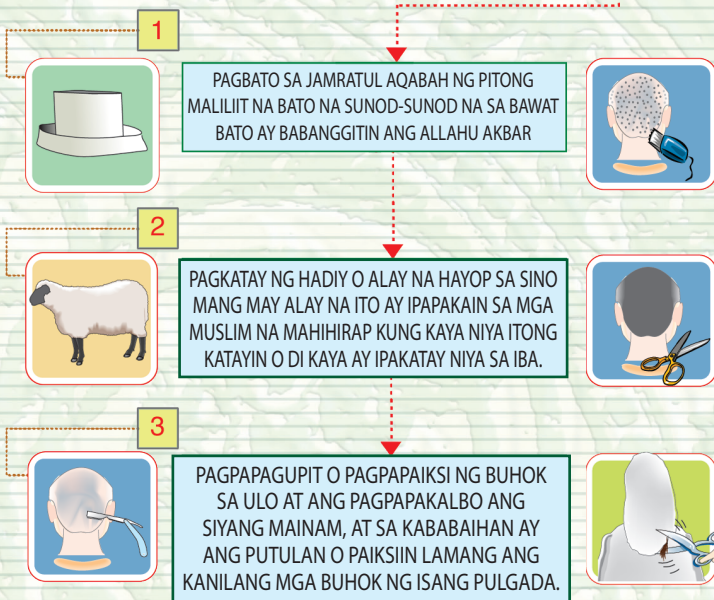 1
PAGBATO SA JAMRATUL AQABAH NG PITONG
MALILIIT NA BATO NA SUNOD-SUNOD NA SA BAWAT
BATO AY BABANGGITIN ANG ALLAHU AKBAR
2
PAGKATAY NG HADIY O ALAY NA HAYOP SA SINO
MANG MAY ALAY NA ITO AY IPAPAKAIN SA MGA
MUSLIM NA MAHIHIRAP KUNG KAYA NIYA ITONG
KATAYIN O DI KAYA AY IPAKATAY NIYA SA IBA.
3
PAGPAPAGUPIT O PAGPAPAIKSI NG BUHOK
SA ULO AT ANG PAGPAPAKALBO ANG
SIYANG MAINAM, AT SA KABABAIHAN AY
ANG PUTULAN O PAIKSIIN LAMANG ANG
KANILANG MGA BUHOK NG ISANG PULGADA.